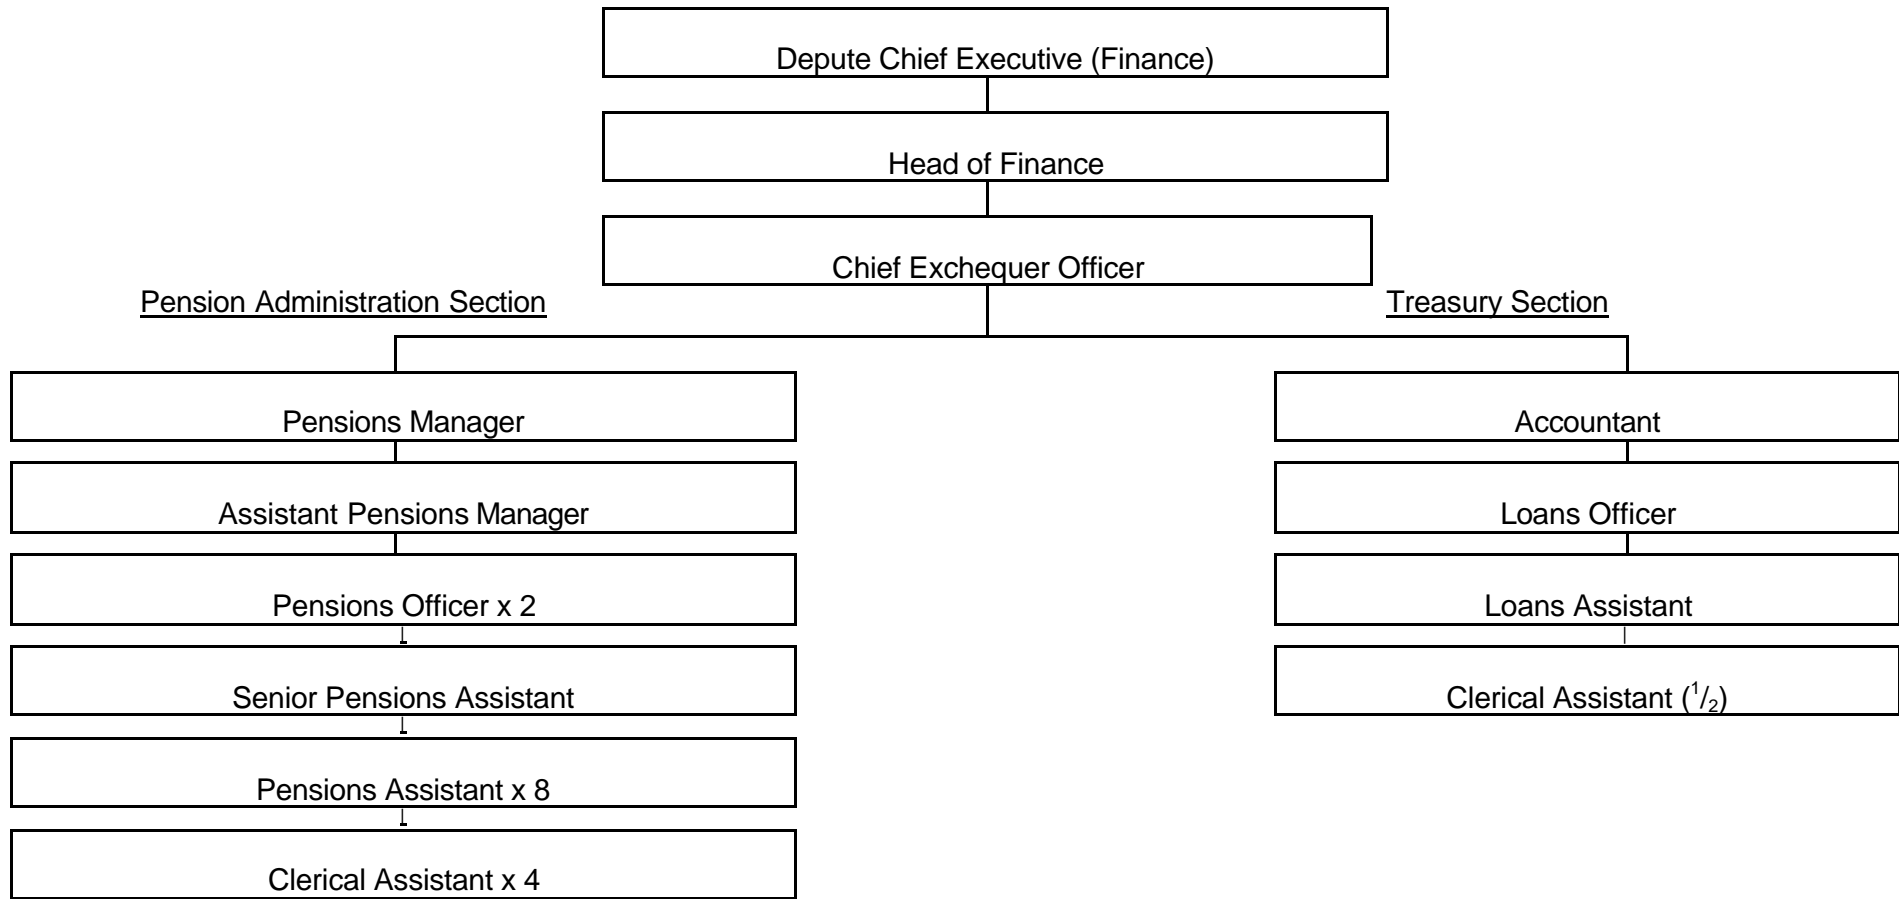 Depute Chief Executive (Finance)
Head of Finance
Chief Exchequer Officer
Pension Administration Section
Treasury Section
Pensions Manager
Accountant
Assistant Pensions Manager
Loans Officer
Pensions Officer x 2
Loans Assistant
Senior Pensions Assistant
Clerical Assistant (1/2)
Pensions Assistant x 8
Clerical Assistant x 4